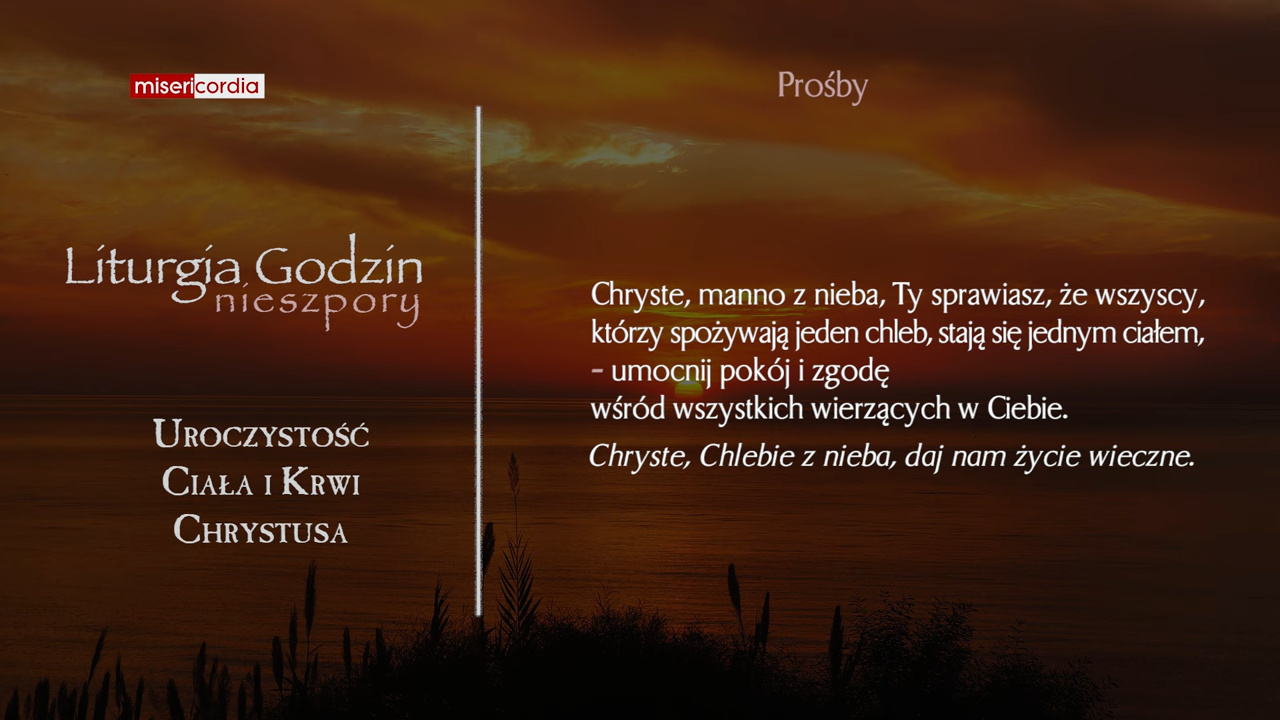 misericordia
Liturgia Godzin
nieszpory
Uroczystość
Ciała i Krwi
Chrystusa
Prośby
Chryste, manno z nieba, Ty sprawiasz, że wszyscy,
którzy spożywają jeden chleb, stają się jednym ciałem,
- umocnij pokój i zgodę
wśród wszystkich wierzących w Ciebie.
Chryste, Chlebie z nieba, daj nam życie wieczne.